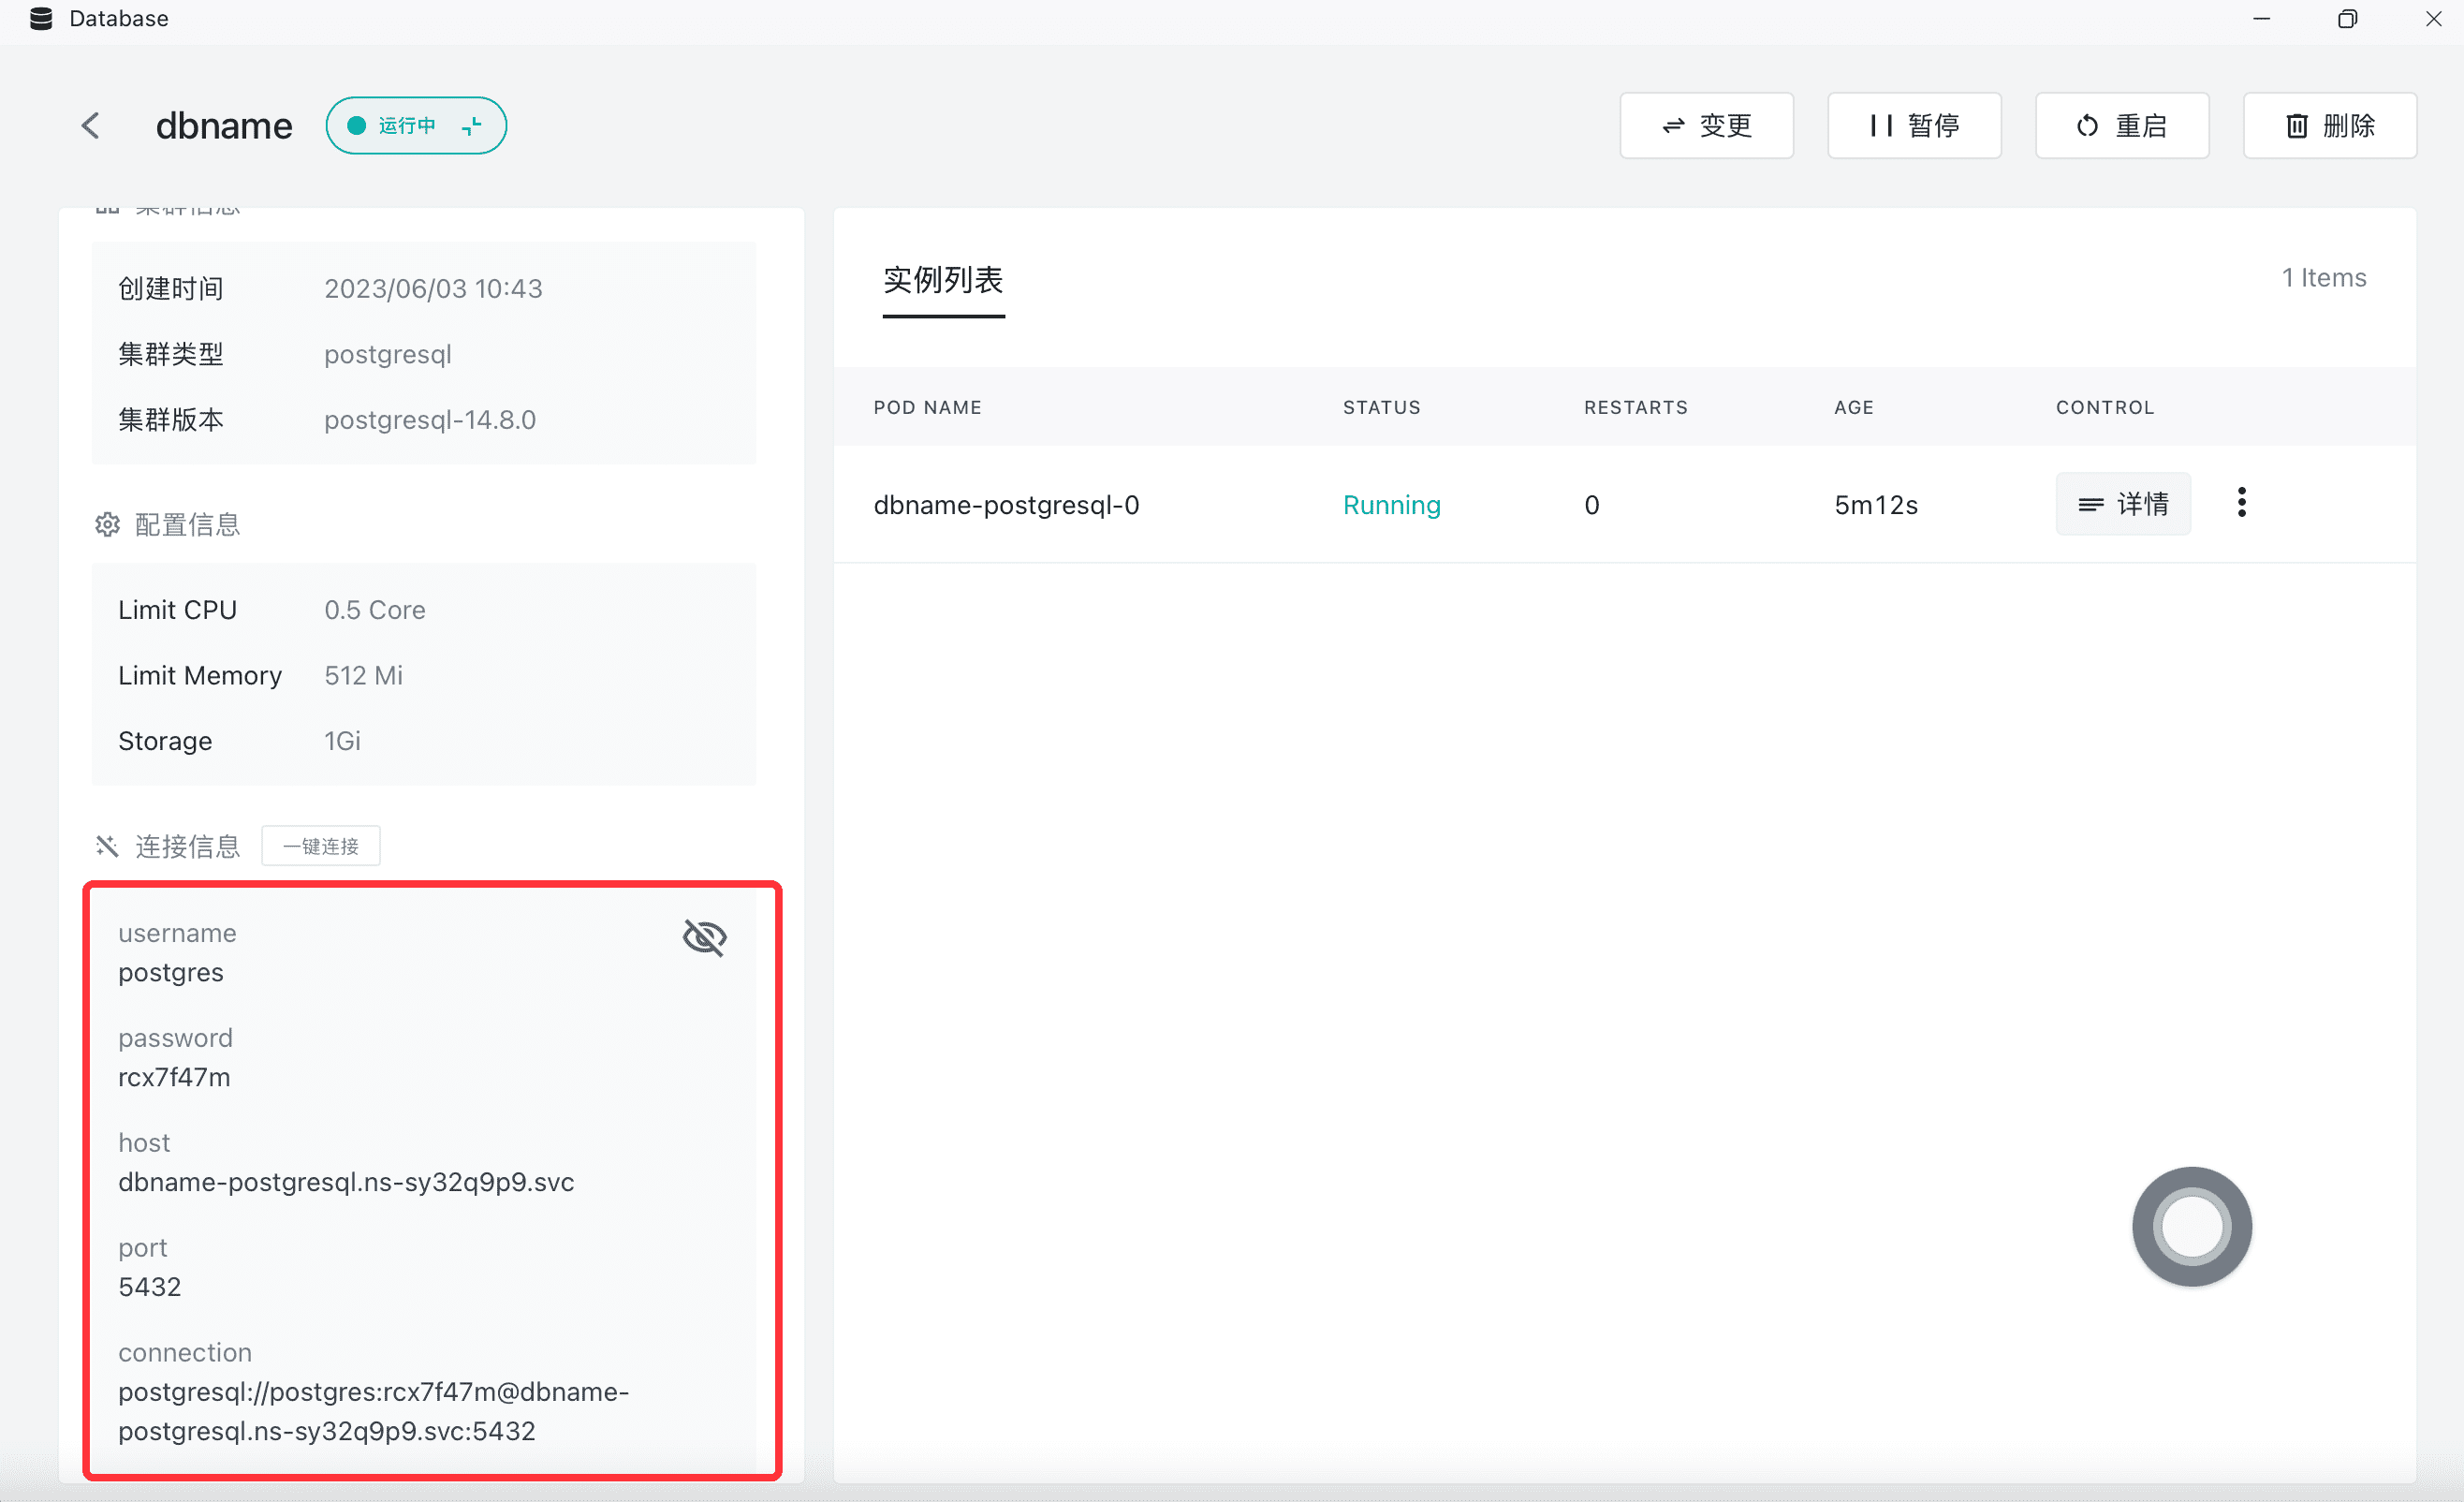 Database
dbname
运行中
变更
暂停
重启
删除
集群信息
创建时间 2023/06/03 10:43
集群类型 postgresql
集群版本 postgresql-14.8.0
配置信息
Limit CPU 0.5 Core
Limit Memory 512 Mi
Storage 1Gi
连接信息 一键连接
username
postgres
password
rcx7f47m
host
dbname-postgresql.ns-sy32q9p9.svc
port
5432
connection
postgresql://postgres:rcx7f47m@dbname-
postgresql.ns-sy32q9p9.svc:5432
实例列表
1 Items
POD NAME STATUS RESTARTS AGE CONTROL
dbname-postgresql-0 Running 0 5m12s 详情